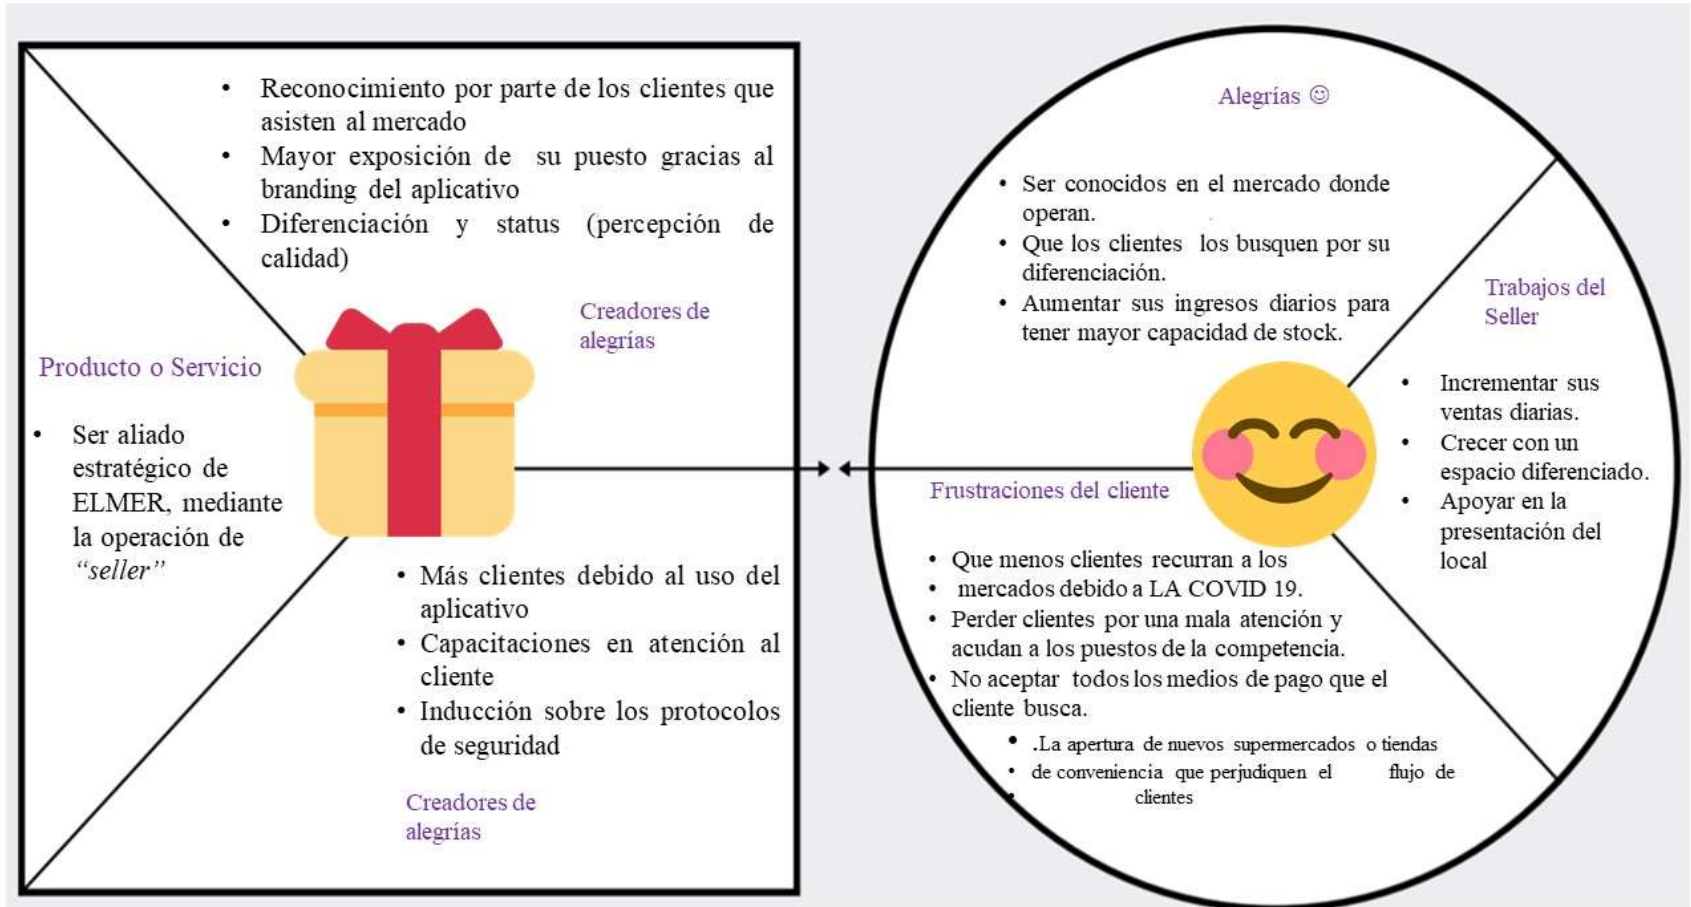 • Reconocimiento por parte de los clientes que
asisten al mercado
• Mayor exposición de su puesto gracias al
branding del aplicativo
• Diferenciación y status (percepción de
calidad)
Creadores de
alegrías
Producto o Servicio
• Ser aliado
estratégico de
ELMER, mediante
la operación de
“seller”
• Más clientes debido al uso del
aplicativo
• Capacitaciones en atención al
cliente
• Inducción sobre los protocolos
de seguridad
Creadores de
alegrías
Alegrías ☺
• Ser conocidos en el mercado donde
operan.
• Que los clientes los busquen por su
diferenciación.
• Aumentar sus ingresos diarios para
tener mayor capacidad de stock.
Trabajos del
Seller
• Incrementar sus
ventas diarias.
• Crecer con un
espacio diferenciado.
• Apoyar en la
presentación del
local
Frustraciones del cliente
• Que menos clientes recurran a los
• mercados debido a LA COVID 19.
• Perder clientes por una mala atención y
acudan a los puestos de la competencia.
• No aceptar todos los medios de pago que el
cliente busca.
• .La apertura de nuevos supermercados o tiendas
• de conveniencia que perjudiquen el flujo de
• clientes